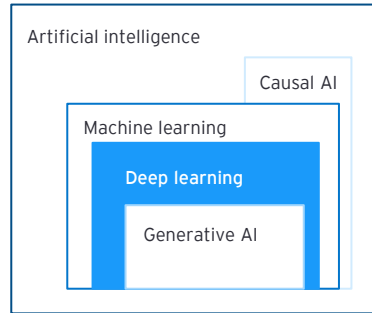 Artificial intelligence
Causal AI
Machine learning
Deep learning
Generative AI